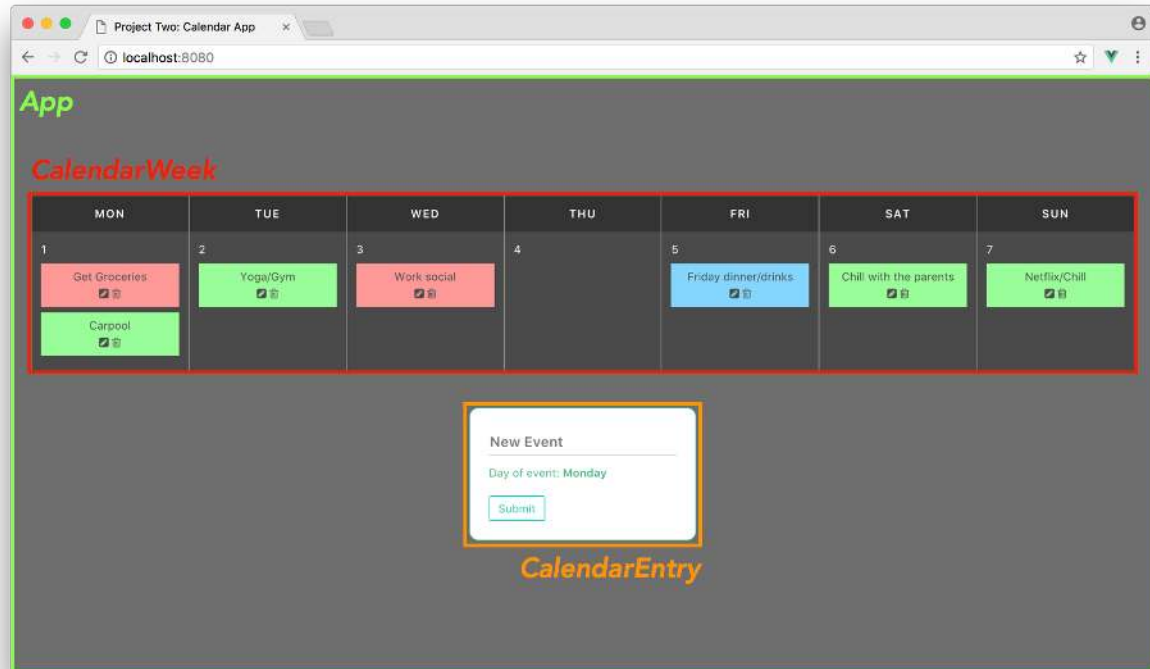 Project Two: Calendar App
localhost:8080
App
CalendarWeek
MON TUE WED THU FRI SAT SUN
1 2 3 4 5 6 7
Get Groceries Yoga/Gym Work social Friday dinner/drinks Chill with the parents Netflix/Chill
Carpool
New Event
Day of event: Monday
Submit
CalendarEntry